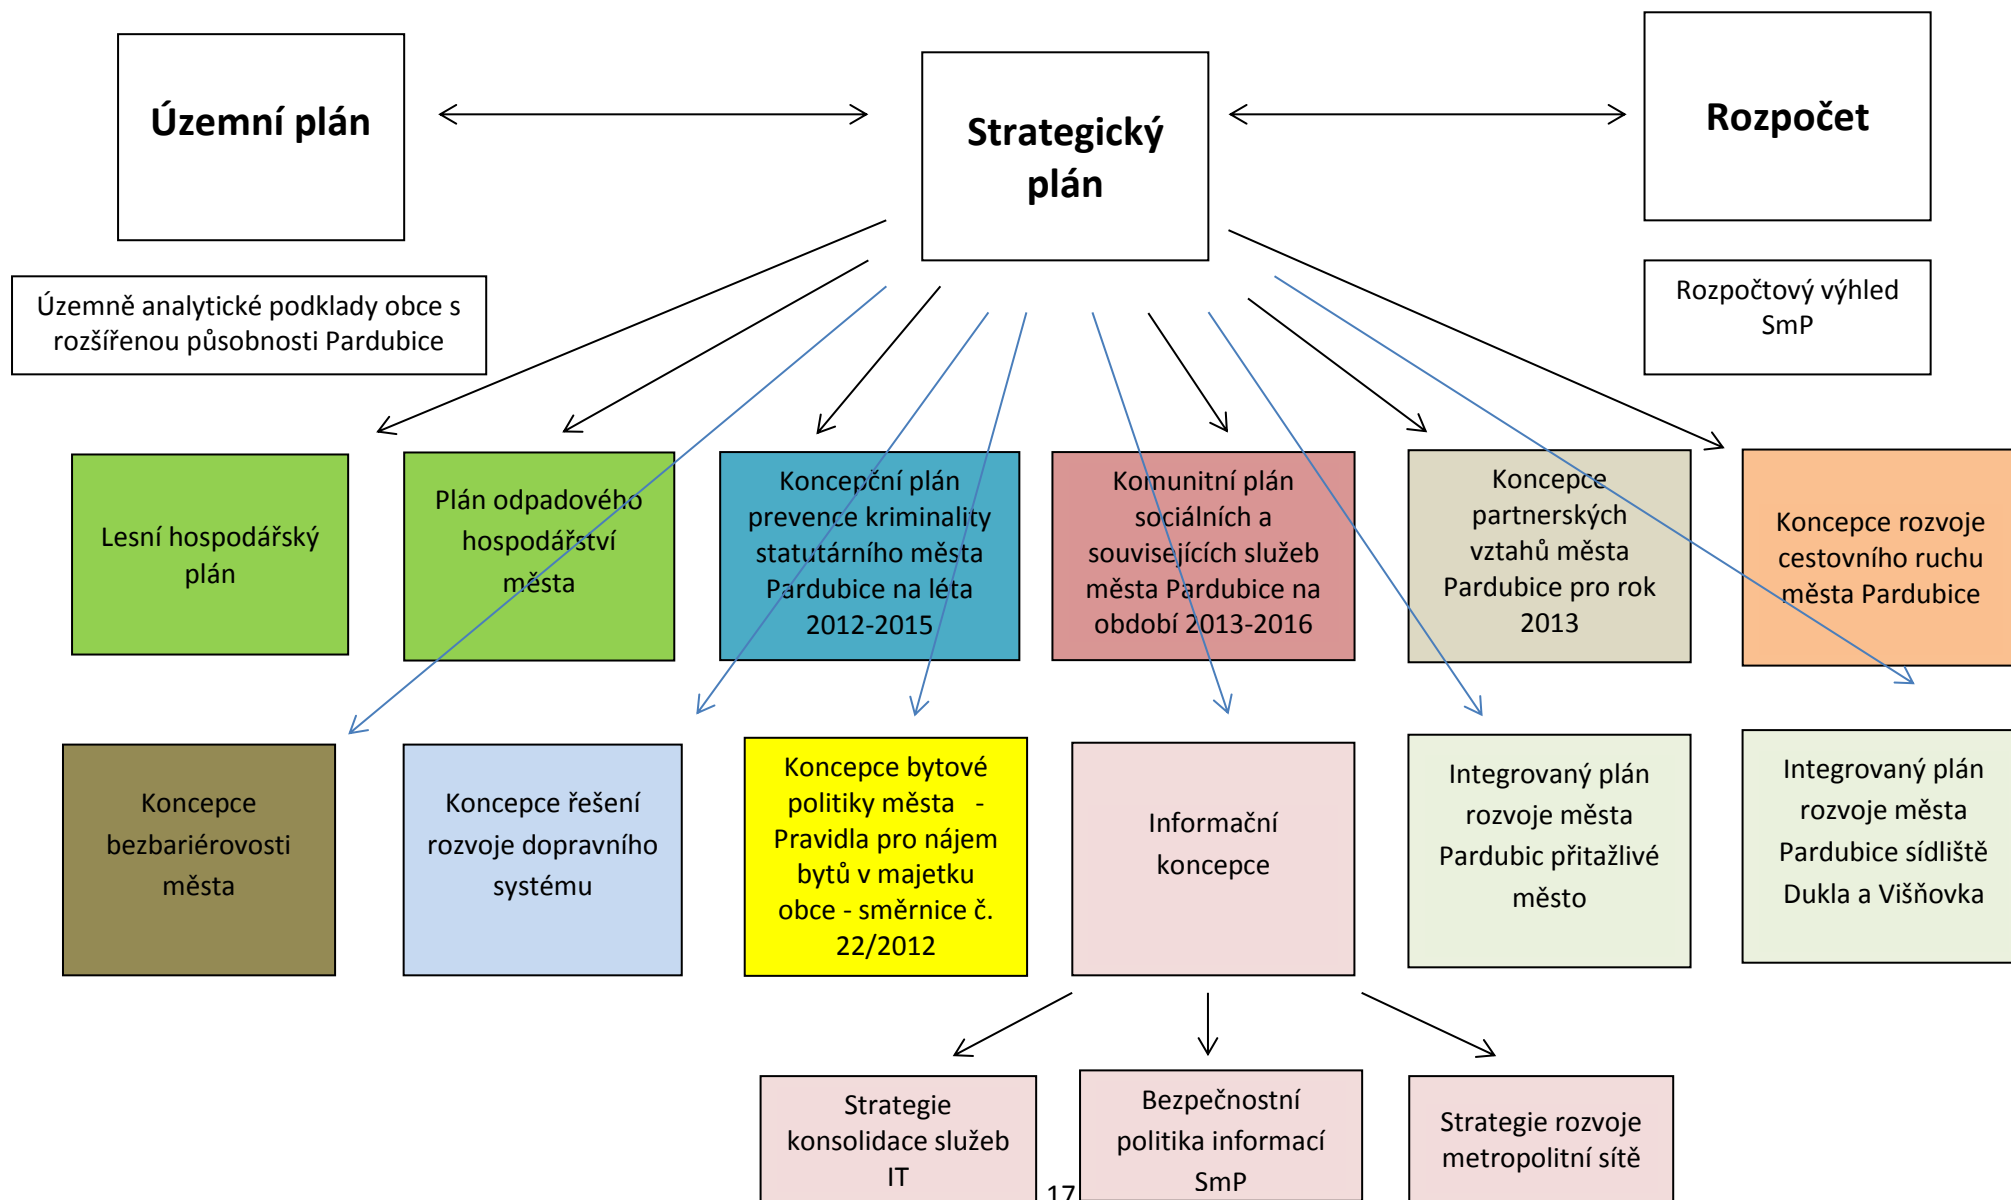 Územní plán
Strategický
plán
Rozpočet
Územně analytické podklady obce s
rozšířenou působnosti Pardubice
Rozpočtový výhled
SmP
Lesní hospodářský
plán
Plán odpadového
hospodářství
města
Koncepční plán
prevence kriminality
statutárního města
Pardubice na léta
2012-2015
Komunitní plán
sociálních a
souvisejících služeb
města Pardubice na
období 2013-2016
Koncepce
partnerských
vztahů města
Pardubice pro rok
2013
Koncepce rozvoje
cestovního ruchu
města Pardubice
Koncepce
bezbariérovosti
města
Koncepce řešení
rozvoje dopravního
systému
Koncepce bytové
politiky města -
Pravidla pro nájem
bytů v majetku
obce - směrnice č.
22/2012
Informační
koncepce
Integrovaný plán
rozvoje města
Pardubic přitažlivé
město
Integrovaný plán
rozvoje města
Pardubice sídliště
Dukla a Višňovka
Strategie
konsolidace služeb
IT
Bezpečnostní
politika informací
SmP
Strategie rozvoje
metropolitní sítě
17